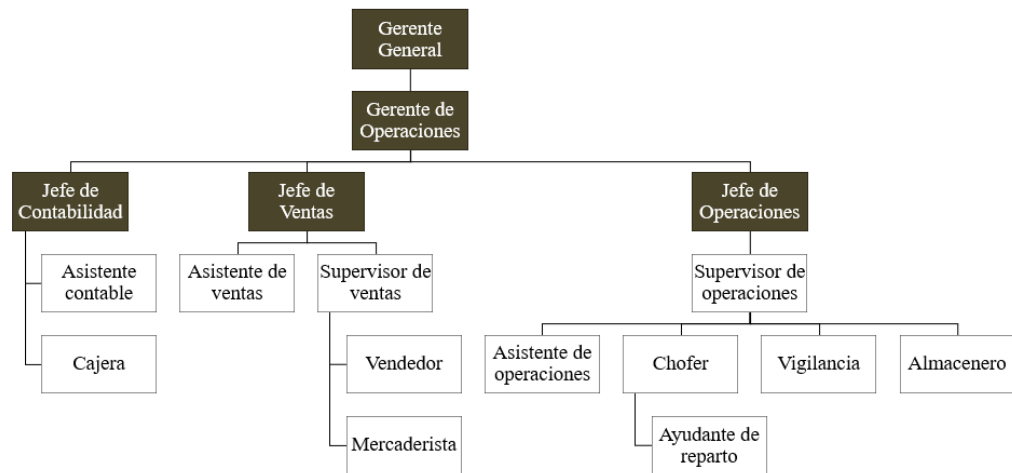 Gerente
General
Gerente de
Operaciones
Jefe de
Contabilidad
Jefe de
Ventas
Jefe de
Operaciones
Asistente
contable
Asistente de
ventas
Supervisor de
ventas
Supervisor de
operaciones
Cajera
Vendedor
Asistente de
operaciones
Chofer
Vigilancia
Almacenero
Mercaderista
Ayudante de
reparto